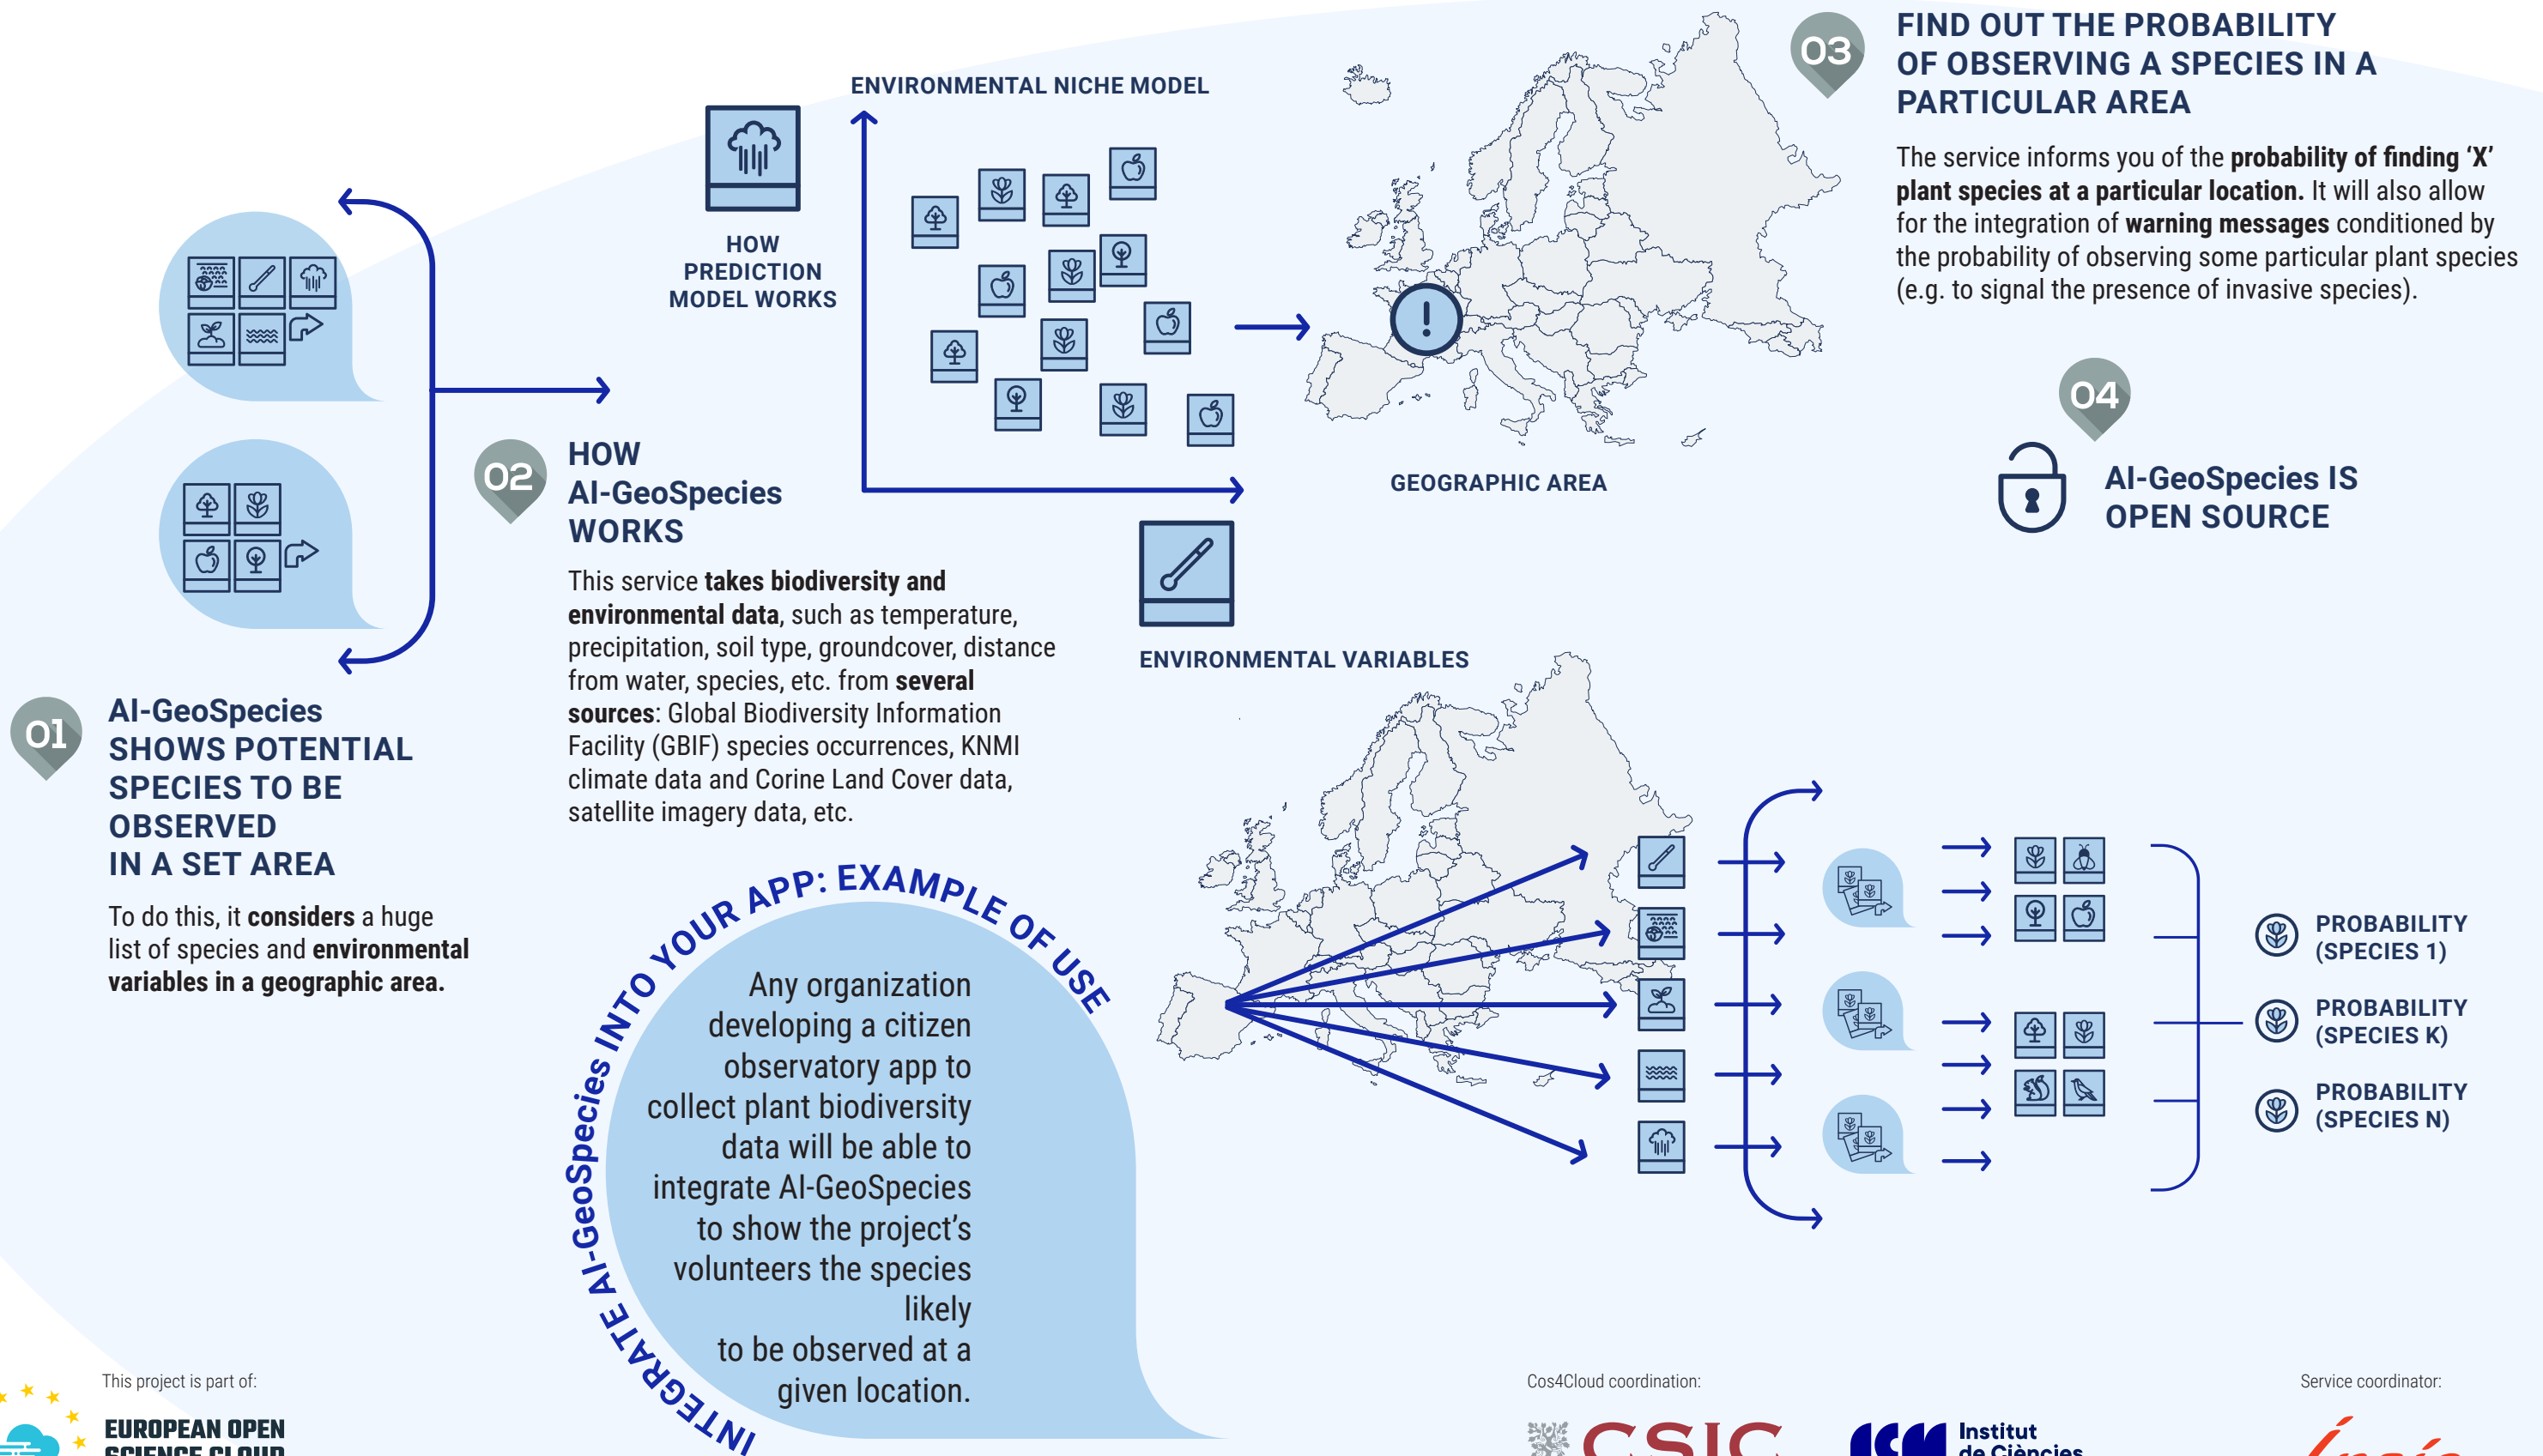 01
AI-GeoSpecies
SHOWS POTENTIAL
SPECIES TO BE
OBSERVED
IN A SET AREA
To do this, it considers a huge
list of species and environmental
variables in a geographic area.
02
HOW
AI-GeoSpecies
WORKS
This service takes biodiversity and
environmental data, such as temperature,
precipitation, soil type, groundcover, distance
from water, species, etc. from several
sources: Global Biodiversity Information
Facility (GBIF) species occurrences, KNMI
climate data and Corine Land Cover data,
satellite imagery data, etc.
HOW
PREDICTION
MODEL WORKS
ENVIRONMENTAL NICHE MODEL
GEOGRAPHIC AREA
ENVIRONMENTAL VARIABLES
03
FIND OUT THE PROBABILITY
OF OBSERVING A SPECIES IN A
PARTICULAR AREA
The service informs you of the probability of finding ‘X’
plant species at a particular location. It will also allow
for the integration of warning messages conditioned by
the probability of observing some particular plant species
(e.g. to signal the presence of invasive species).
04
AI-GeoSpecies IS
OPEN SOURCE
PROBABILITY
(SPECIES 1)
PROBABILITY
(SPECIES K)
PROBABILITY
(SPECIES N)
INTEGRATE AI-GeoSpecies INTO YOUR APP: EXAMPLE OF USE
Any organization
developing a citizen
observatory app to
collect plant biodiversity
data will be able to
integrate AI-GeoSpecies
to show the project’s
volunteers the species
likely
to be observed at a
given location.
This project is part of:
EUROPEAN OPEN
SCIENCE CLOUD
Cos4Cloud coordination:
CSIC
ICM
Institut
de Ciències
Service coordinator: